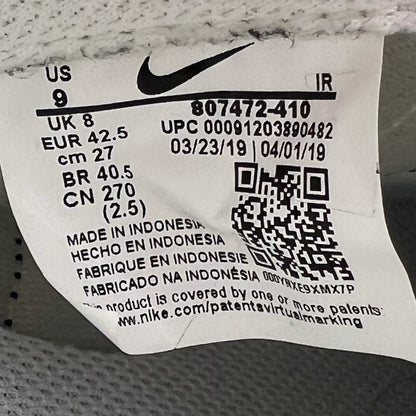 US
9
UK 8
EUR 42.5
cm 27
BR 40.5
CN 270
(2.5)
IR
807472-410
UPC 00091203890482
03/23/19 | 04/01/19
MADE IN INDONESIA
HECHO EN INDONESIA
FABRIQUE EN INDONESIE
FABRICADO NA INDONÉSIA
product is covered by one or more patents
www.nike.com/patentsvirtualmarking